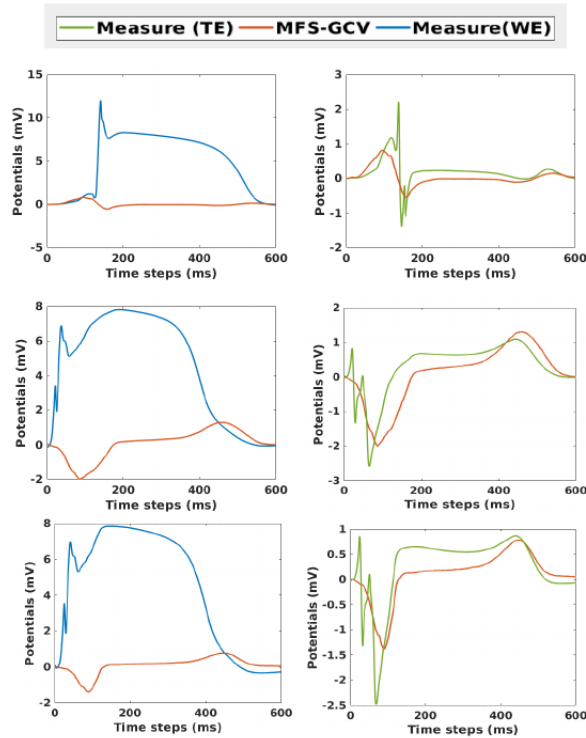 Measure (TE) MFS-GCV Measure(WE)
15
10
5
0
-5
0 200 400 600
Potentials (mV)
Time steps (ms)
3
2
1
0
-1
-2
0 200 400 600
Potentials (mV)
Time steps (ms)
8
6
4
2
0
-2
0 200 400 600
Potentials (mV)
Time steps (ms)
2
1
0
-1
-2
-3
0 200 400 600
Potentials (mV)
Time steps (ms)
8
6
4
2
0
-2
0 200 400 600
Potentials (mV)
Time steps (ms)
1
0.5
0
-0.5
-1
-1.5
-2
-2.5
0 200 400 600
Potentials (mV)
Time steps (ms)